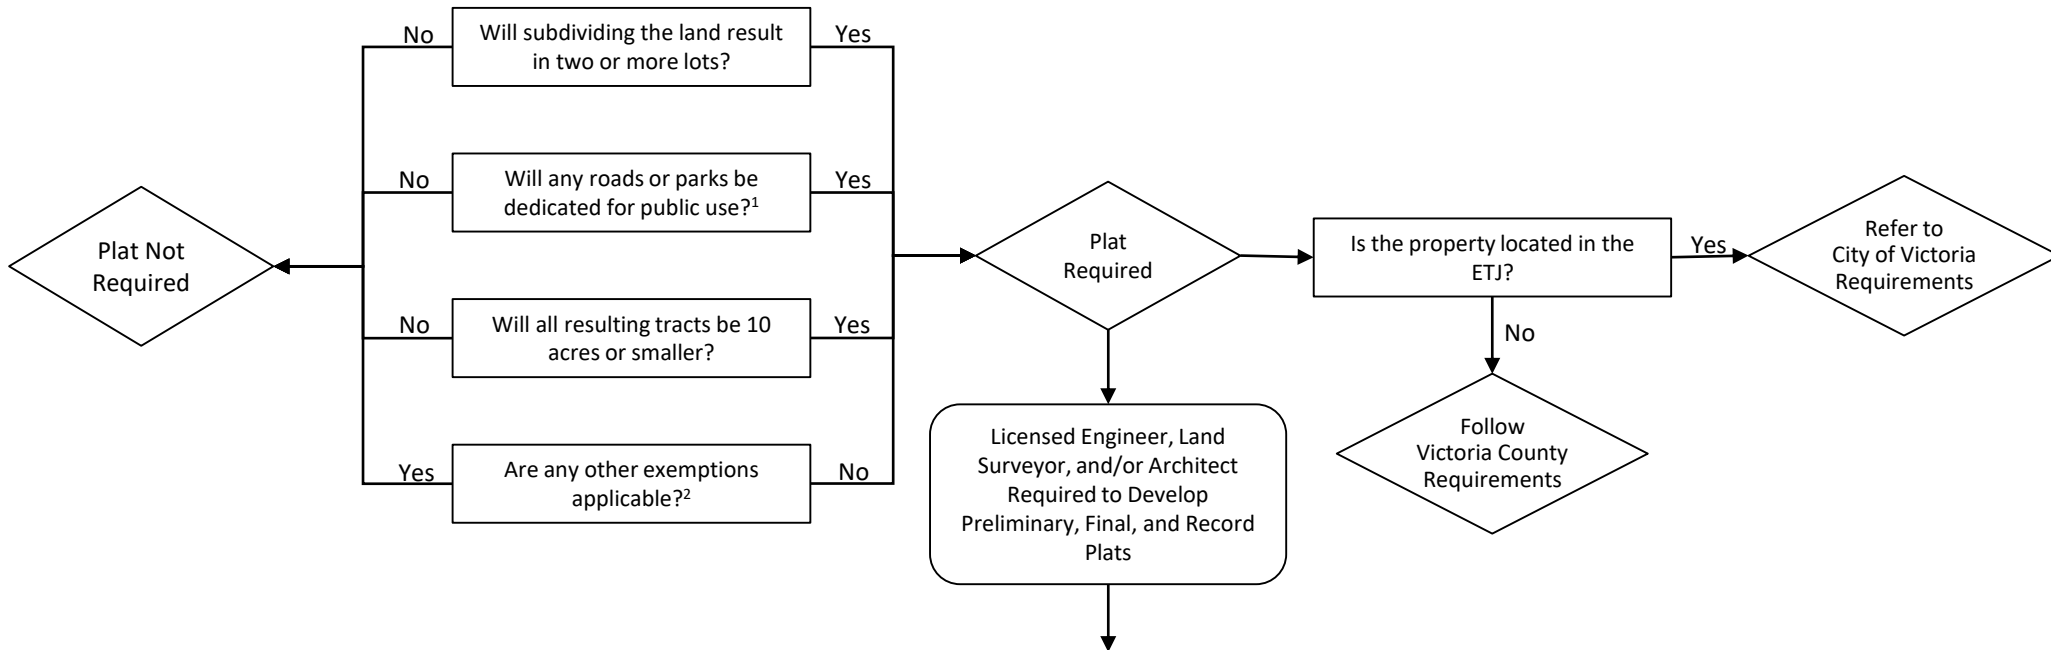 No
Will subdividing the land result
in two or more lots?
Yes
No
Will any roads or parks be
dedicated for public use?1
Yes
Plat Not
Required
Plat
Required
Is the property located in the
ETJ?
Yes
Refer to
City of Victoria
Requirements
No
Will all resulting tracts be 10
acres or smaller?
Yes
No
Licensed Engineer, Land
Surveyor, and/or Architect
Required to Develop
Preliminary, Final, and Record
Plats
Follow
Victoria County
Requirements
Yes
Are any other exemptions
applicable?2
No